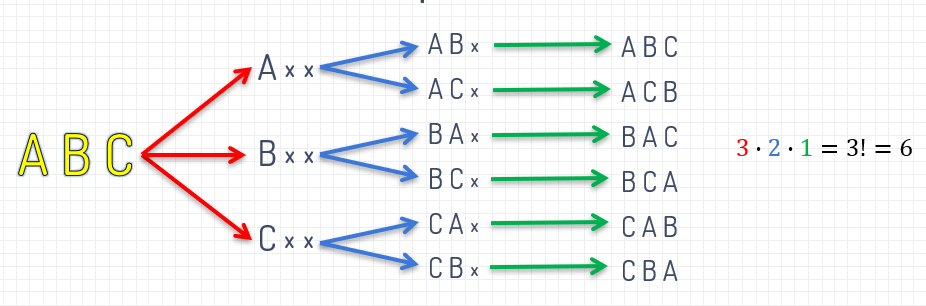 A B x
A B C
A x x
A C x
A C B
A B C
B x x
B A x
B A C
3 · 2 · 1 = 3! = 6
B C x
B C A
C x x
C A x
C A B
C B x
C B A